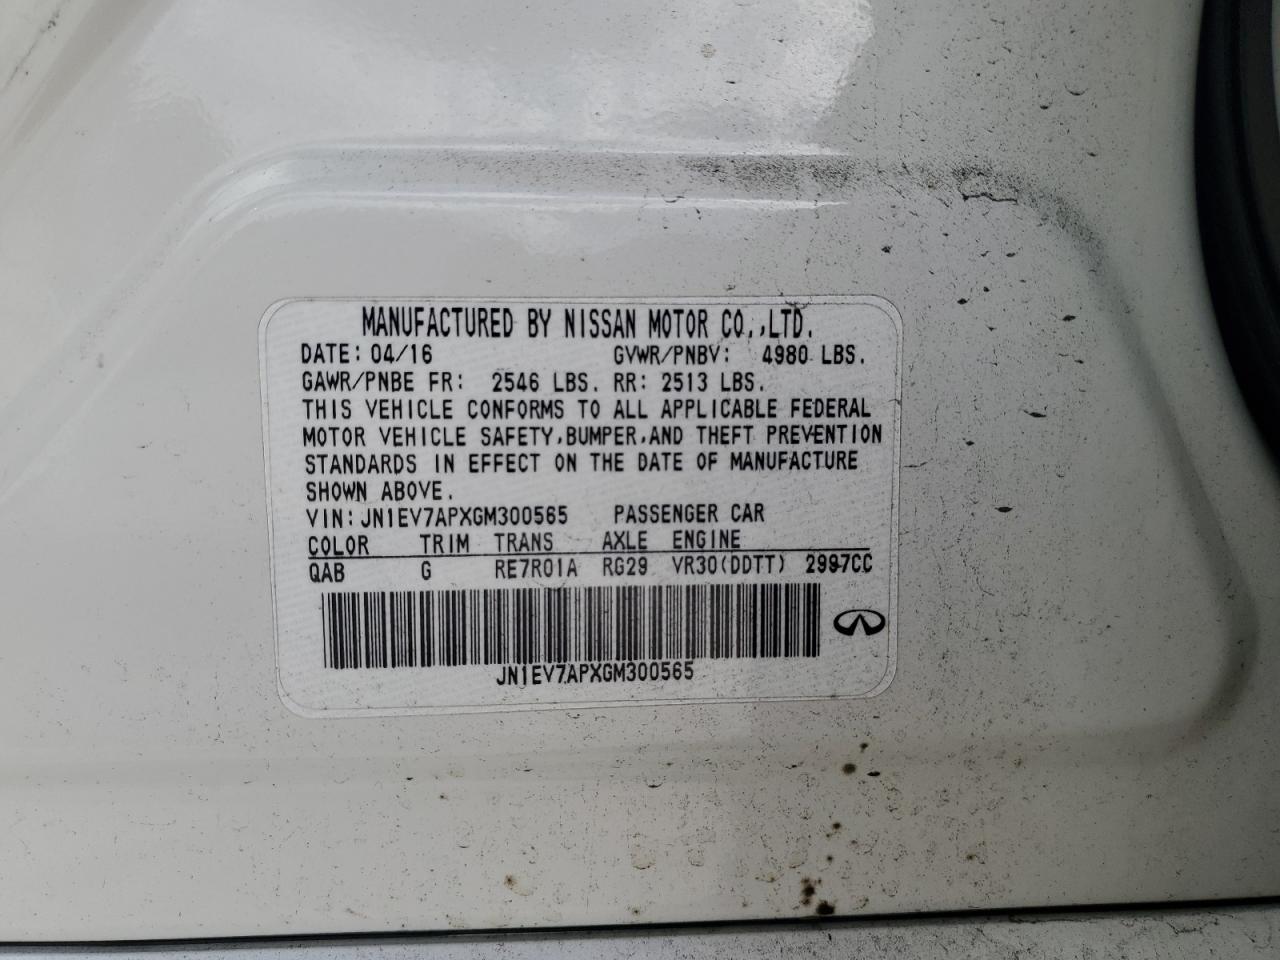 MANUFACTURED BY NISSAN MOTOR CO.,LTD.
DATE: 04/16 GVWR/PNBV: 4980 LBS.
GAWR/PNBE FR: 2546 LBS. RR: 2513 LBS.
THIS VEHICLE CONFORMS TO ALL APPLICABLE FEDERAL
MOTOR VEHICLE SAFETY,BUMPER,AND THEFT PREVENTION
STANDARDS IN EFFECT ON THE DATE OF MANUFACTURE
SHOWN ABOVE.
VIN:JN1EV7APXGM300565 PASSENGER CAR
COLOR TRIM TRANS AXLE ENGINE
QAB G RE7R01A RG29 VR30(DDTT) 2997CC
JN1EV7APXGM300565